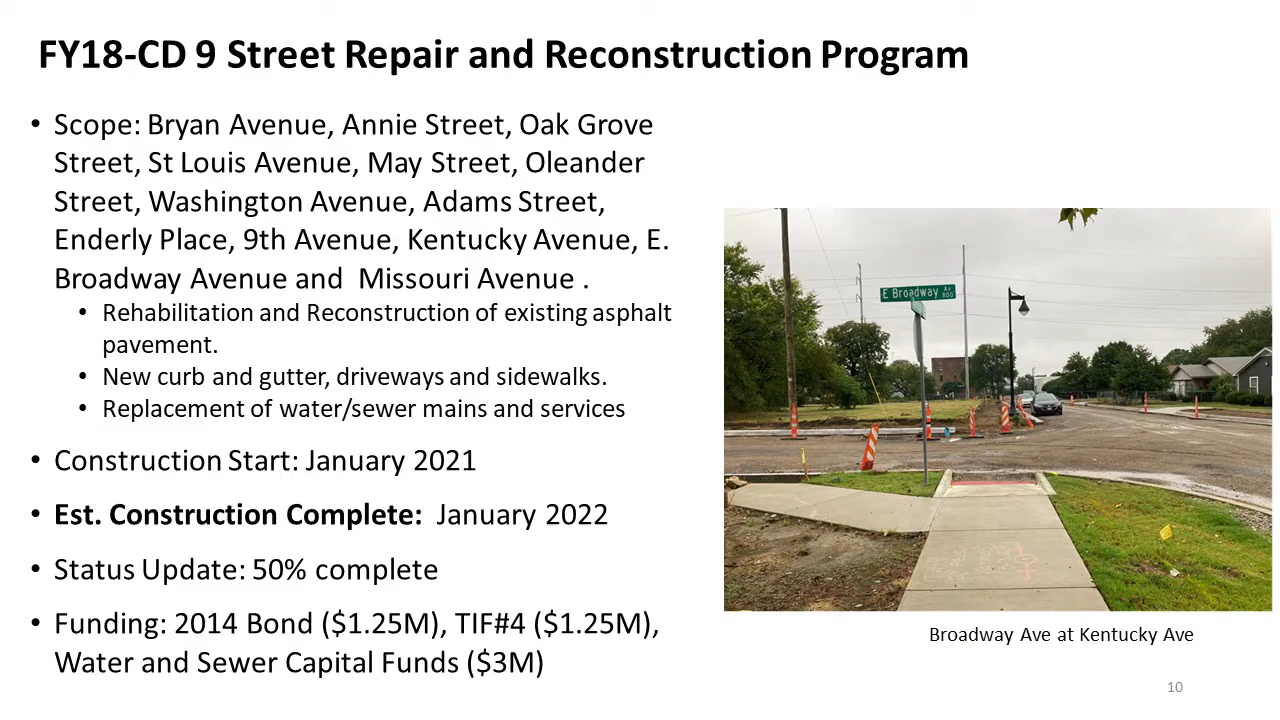 FY18-CD 9 Street Repair and Reconstruction Program
• Scope: Bryan Avenue, Annie Street, Oak Grove
Street, St Louis Avenue, May Street, Oleander
Street, Washington Avenue, Adams Street,
Enderly Place, 9th Avenue, Kentucky Avenue, E.
Broadway Avenue and  Missouri Avenue .
• Rehabilitation and Reconstruction of existing asphalt
pavement.
• New curb and gutter, driveways and sidewalks.
• Replacement of water/sewer mains and services
• Construction Start: January 2021
• Est. Construction Complete:  January 2022
• Status Update: 50% complete
• Funding: 2014 Bond ($1.25M), TIF#4 ($1.25M),
Water and Sewer Capital Funds ($3M)
E Broadway Av
800
Broadway Ave at Kentucky Ave
10